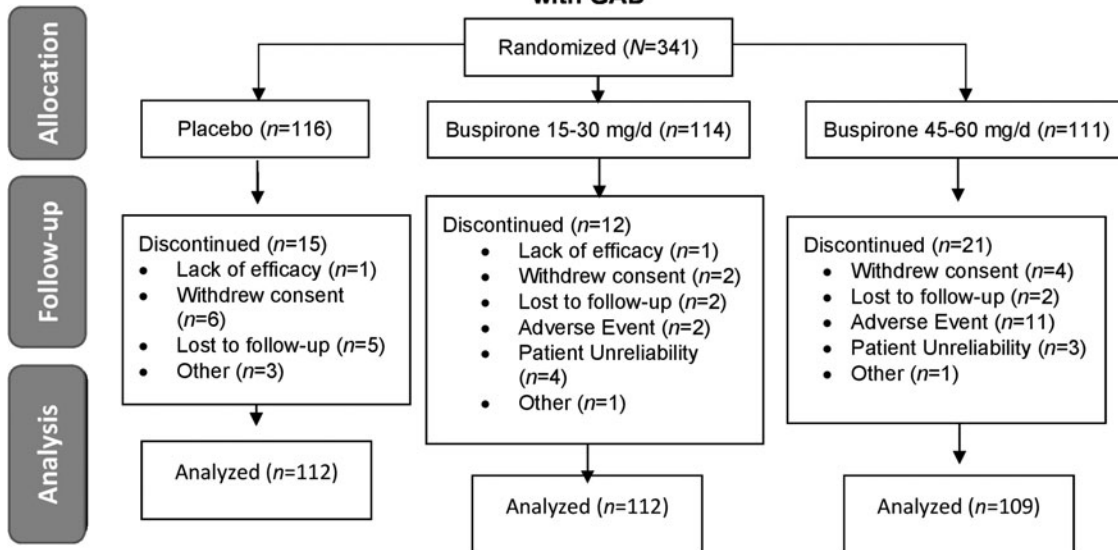 with GAD
Allocation
Randomized (N=341)
Placebo (n=116)
Buspirone 15-30 mg/d (n=114)
Buspirone 45-60 mg/d (n=111)
Follow-up
Discontinued (n=15)
• Lack of efficacy (n=1)
• Withdrew consent
(n=6)
• Lost to follow-up (n=5)
• Other (n=3)
Discontinued (n=12)
• Lack of efficacy (n=1)
• Withdrew consent (n=2)
• Lost to follow-up (n=2)
• Adverse Event (n=2)
• Patient Unreliability
(n=4)
• Other (n=1)
Discontinued (n=21)
• Withdrew consent (n=4)
• Lost to follow-up (n=2)
• Adverse Event (n=11)
• Patient Unreliability (n=3)
• Other (n=1)
Analysis
Analyzed (n=112)
Analyzed (n=112)
Analyzed (n=109)